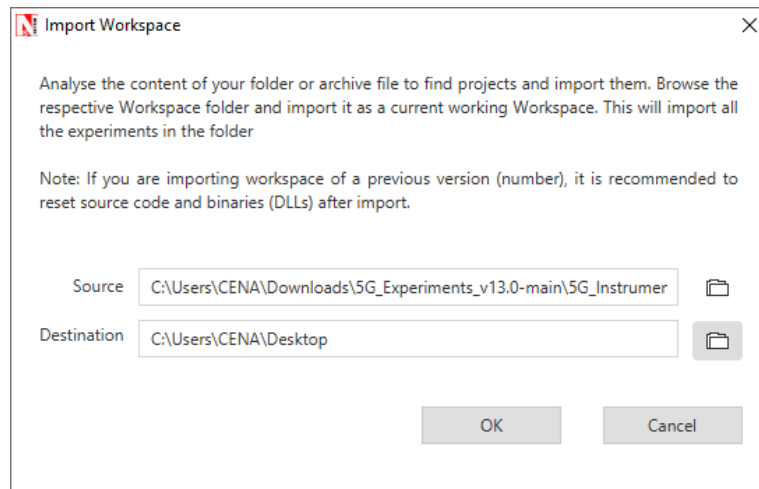 Import Workspace
Analyse the content of your folder or archive file to find projects and import them. Browse the
respective Workspace folder and import it as a current working Workspace. This will import all
the experiments in the folder
Note: If you are importing workspace of a previous version (number), it is recommended to
reset source code and binaries (DLLs) after import.
Source C:\Users\CENA\Downloads\5G_Experiments_v13.0-main\5G_Instrumer
Destination C:\Users\CENA\Desktop
OK Cancel